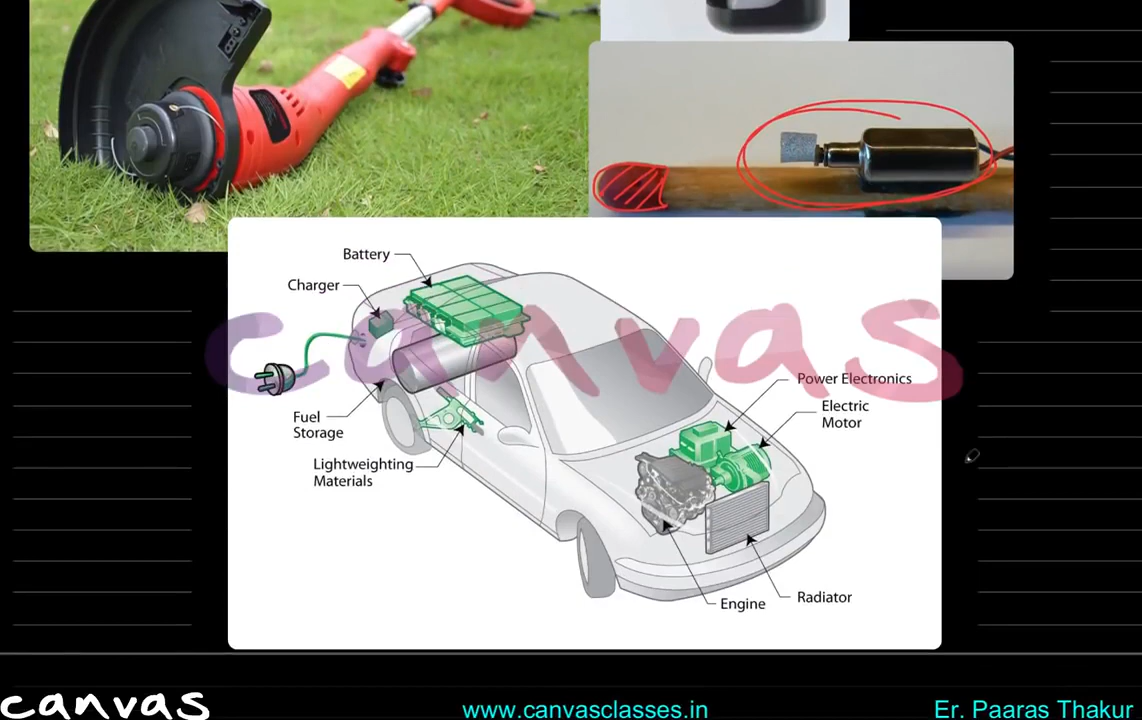 Battery
Charger
canvas
Power Electronics
Electric
Motor
Fuel
Storage
Lightweighting
Materials
Engine
Radiator
canvas
www.canvasclasses.in
Er. Paaras Thakur